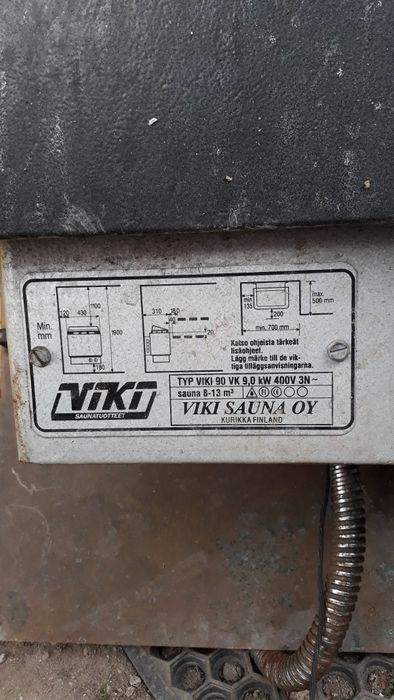 Min.
mm
120
430
1100
1900
180
310
180
20
min
135
max.
500 mm
200
min. 700 mm
Katso ohjeista tärkeät
lisäohjeet.
Lägg märke till de vik-
tiga tilläggsanvisningarna.
VIKI
SAUNATUOTTEET
TYP VIKI 90 VK 9,0 kW 400V 3N~
sauna 8-13 m³
VIKI SAUNA OY
KURIKKA FINLAND